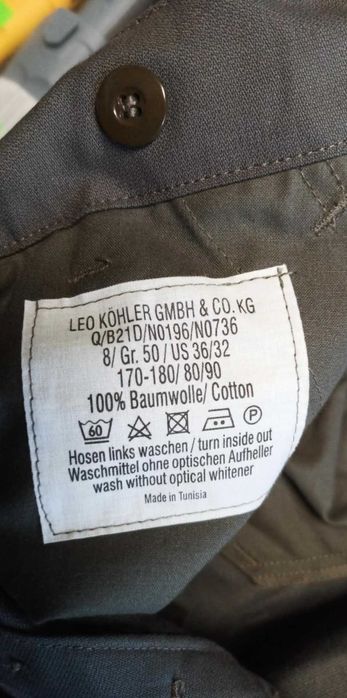 LEO KÖHLER GMBH & CO. KG
Q/B21D/N0196/N0736
8/ Gr. 50 / US 36/32
170-180/ 80/90
100% Baumwolle/ Cotton
60 P
Hosen links waschen / turn inside out
Waschmittel ohne optischen Aufheller
wash without optical whitener
Made in Tunisia